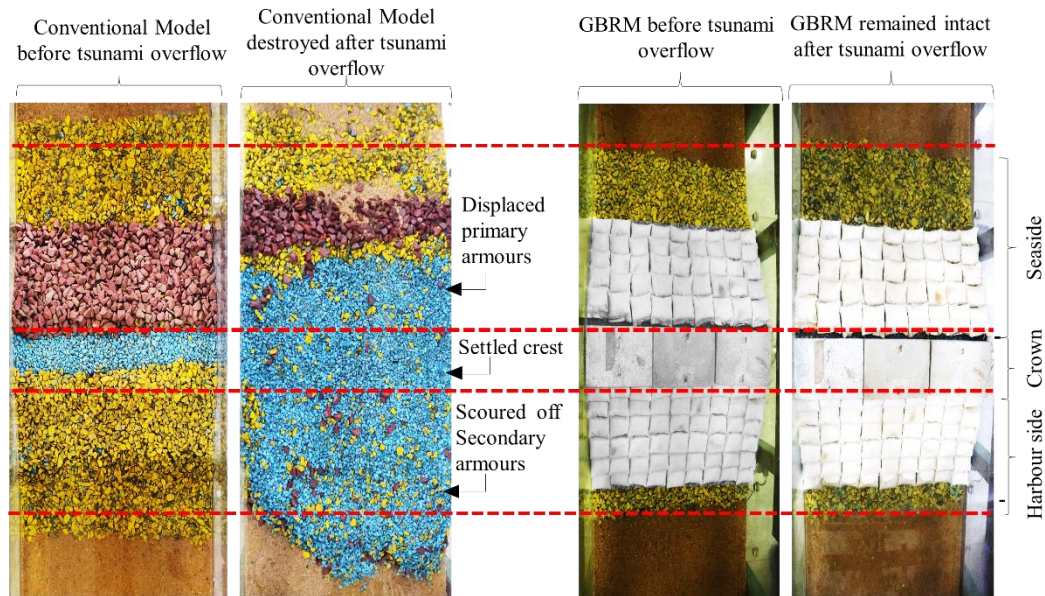 Conventional Model
before tsunami overflow
Conventional Model
destroyed after tsunami
overflow
GBRM before tsunami
overflow
GBRM remained intact
after tsunami overflow
Displaced
primary
armours
Settled crest
Scoured off
Secondary
armours
Seaside
Crown
Harbour side